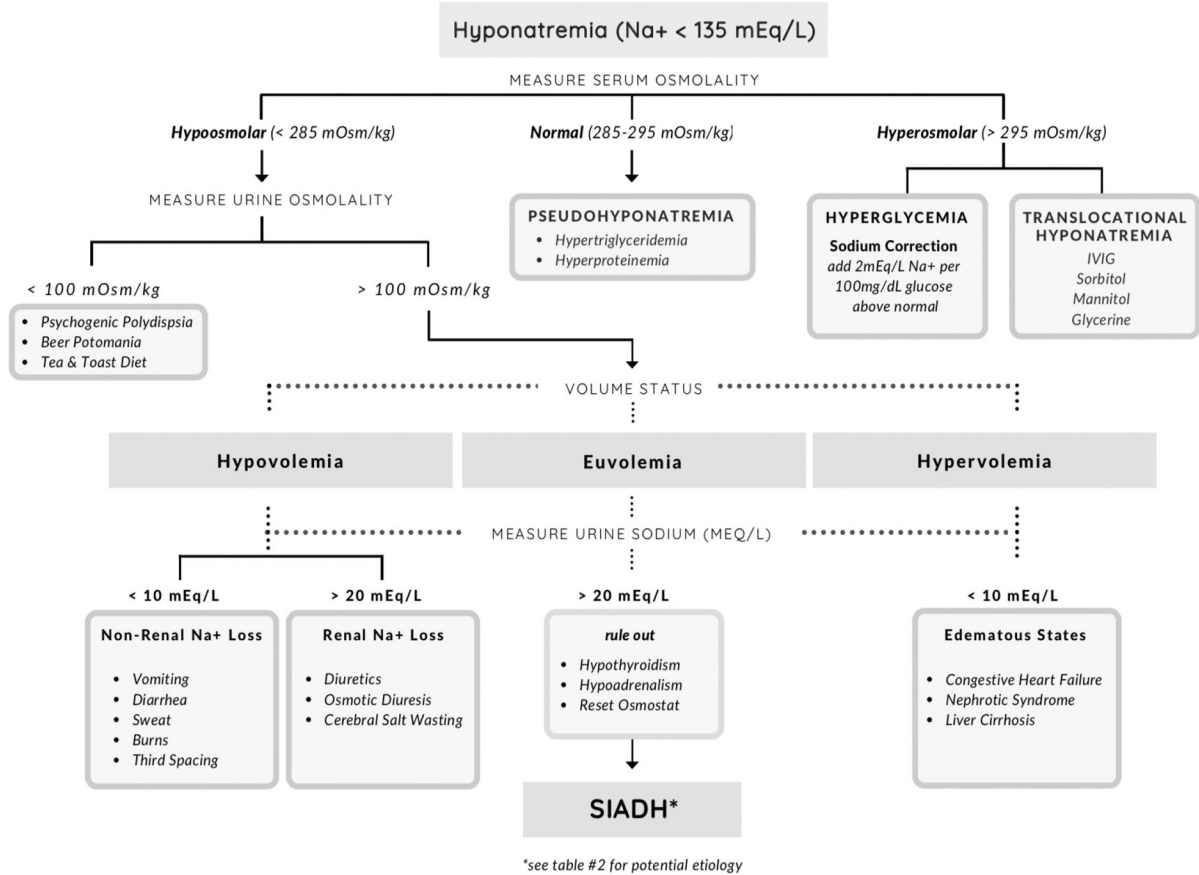 Hyponatremia (Na+ < 135 mEq/L)
MEASURE SERUM OSMOLALITY
Hypoosmolar (< 285 mOsm/kg)
Normal (285-295 mOsm/kg)
Hyperosmolar (> 295 mOsm/kg)
MEASURE URINE OSMOLALITY
PSEUDOHYPONATREMIA
• Hypertriglyceridemia
• Hyperproteinemia
HYPERGLYCEMIA
Sodium Correction
add 2mEq/L Na+ per
100mg/dL glucose
above normal
TRANSLOCATIONAL
HYPONATREMIA
IVIG
Sorbitol
Mannitol
Glycerine
< 100 mOsm/kg
• Psychogenic Polydispsia
• Beer Potomania
• Tea & Toast Diet
> 100 mOsm/kg
VOLUME STATUS
Hypovolemia
Euvolemia
Hypervolemia
MEASURE URINE SODIUM (MEQ/L)
< 10 mEq/L
Non-Renal Na+ Loss
• Vomiting
• Diarrhea
• Sweat
• Burns
• Third Spacing
> 20 mEq/L
Renal Na+ Loss
• Diuretics
• Osmotic Diuresis
• Cerebral Salt Wasting
> 20 mEq/L
rule out
• Hypothyroidism
• Hypoadrenalism
• Reset Osmostat
< 10 mEq/L
Edematous States
• Congestive Heart Failure
• Nephrotic Syndrome
• Liver Cirrhosis
SIADH*
*see table #2 for potential etiology